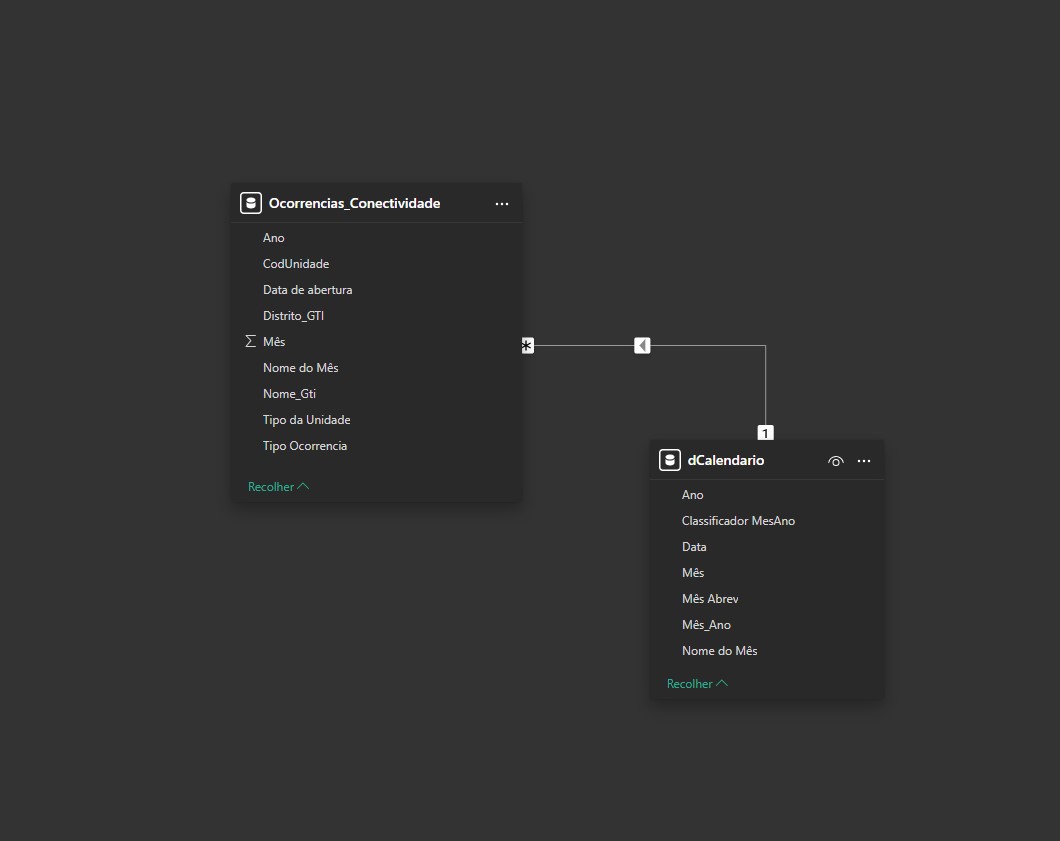 Ocorrencias_Conectividade
Ano
CodUnidade
Data de abertura
Distrito_GTI
Σ Mês
Nome do Mês
Nome_Gti
Tipo da Unidade
Tipo Ocorrencia
Recolher
*
1
dCalendario
Ano
Classificador MesAno
Data
Mês
Mês Abrev
Mês_Ano
Nome do Mês
Recolher